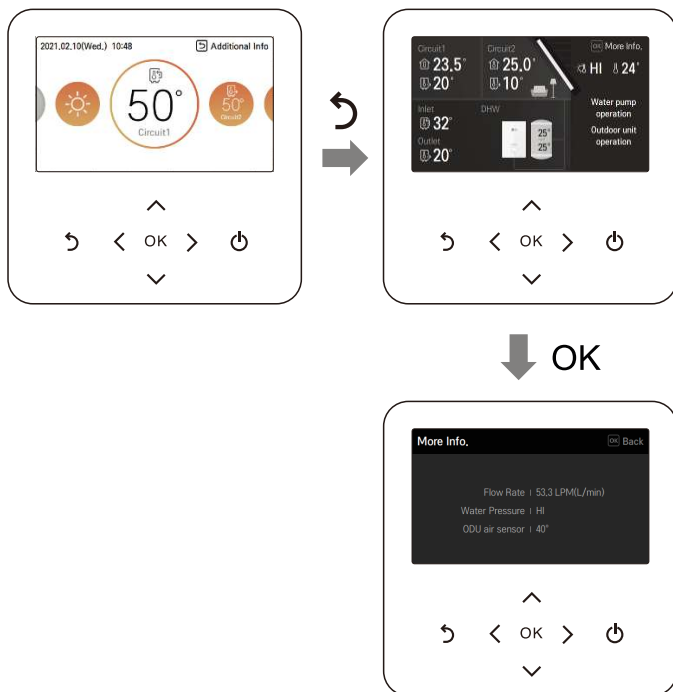 2021.02.10(Wed.) 10:48 Additional Info
50°
Circuit1
50°
Circuit2
OK
OK More Info.
Circuit1
23.5°
20°
Circuit2
25.0°
10°
HI 24°
Water pump
operation
Outdoor unit
operation
Inlet
32°
Outlet
20°
DHW
25°
25°
OK
OK
More Info. OK Back
Flow Rate | 53.3 LPM(L/min)
Water Pressure | HI
ODU air sensor | 40°
OK